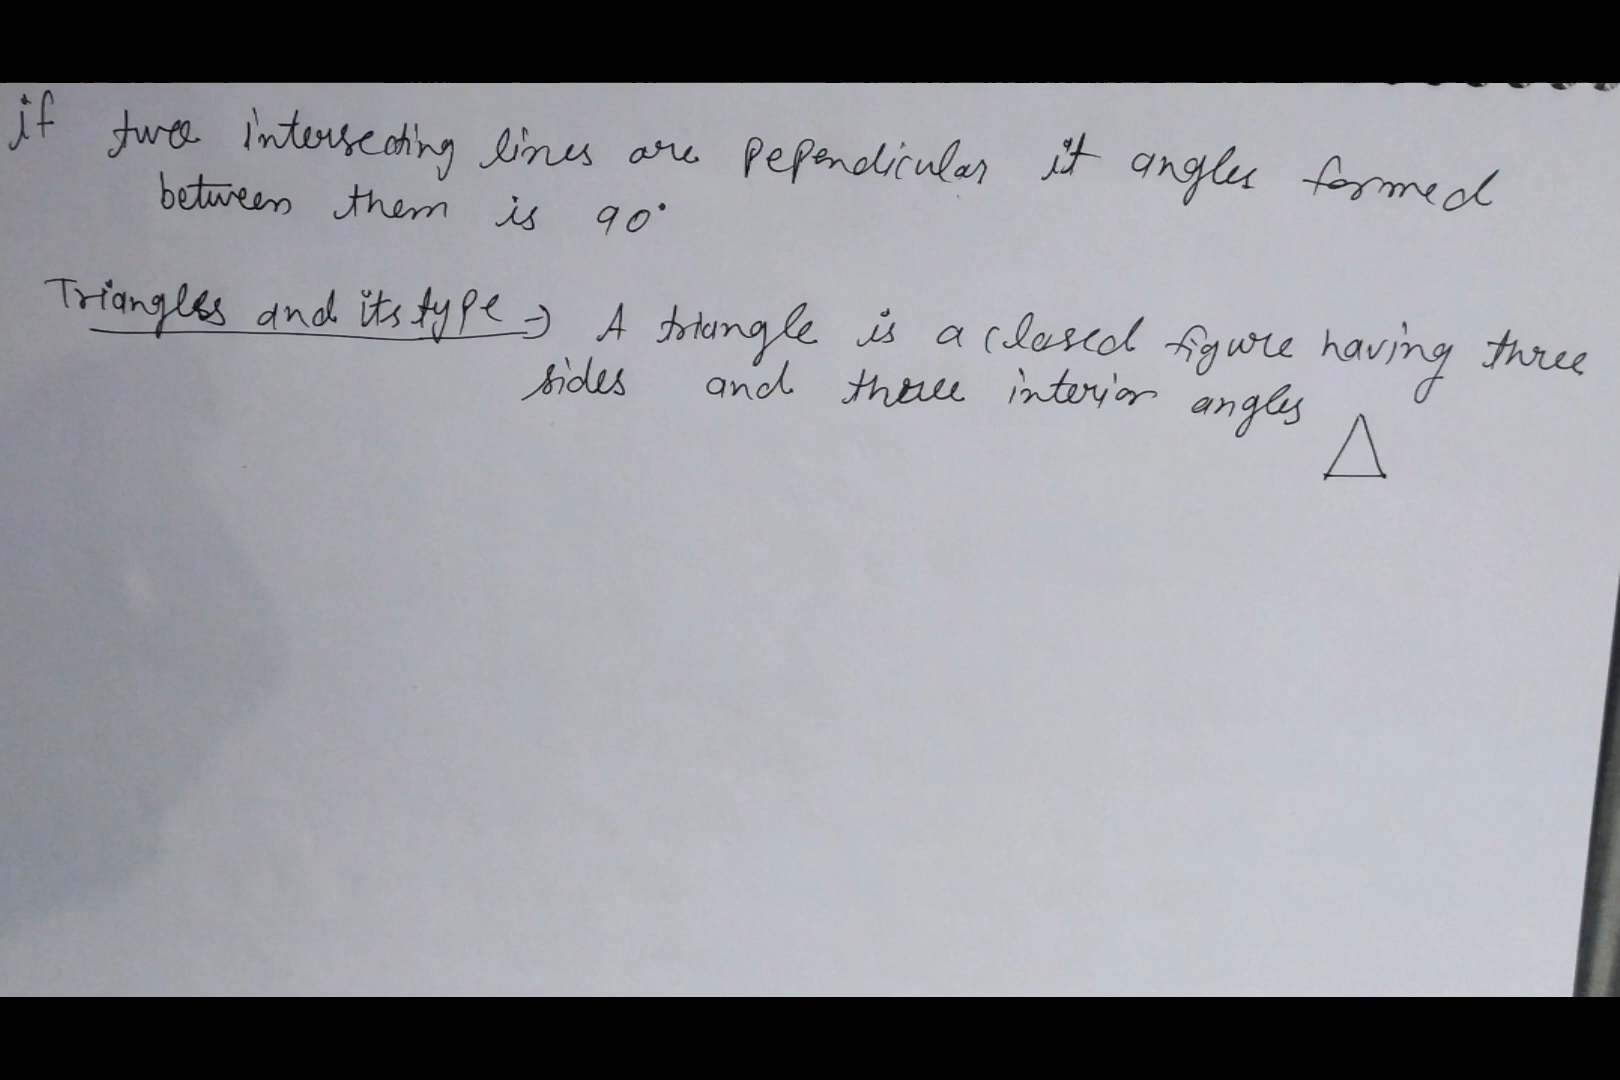 if two intersecting lines are pependicular it angles formed
between them is 90°
Triangles and its type → A triangle is a closed figure having three
sides and three interior angles